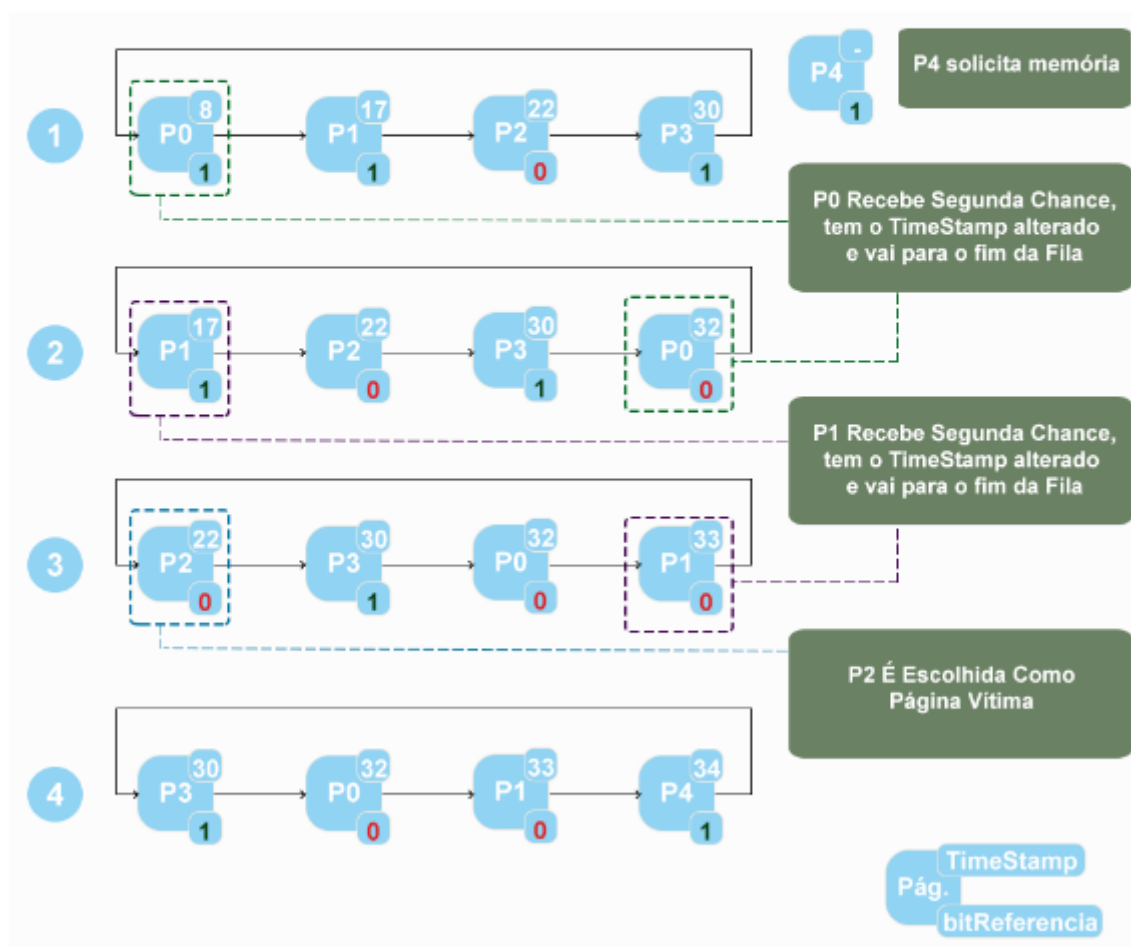 -
P4
1
P4 solicita memória
1
8
P0
1
17
P1
1
22
P2
0
30
P3
1
P0 Recebe Segunda Chance,
tem o TimeStamp alterado
e vai para o fim da Fila
2
17
P1
1
22
P2
0
30
P3
1
32
P0
0
P1 Recebe Segunda Chance,
tem o TimeStamp alterado
e vai para o fim da Fila
3
22
P2
0
30
P3
1
32
P0
0
33
P1
0
P2 É Escolhida Como
Página Vítima
4
30
P3
1
32
P0
0
33
P1
0
34
P4
1
TimeStamp
Pág.
bitReferencia